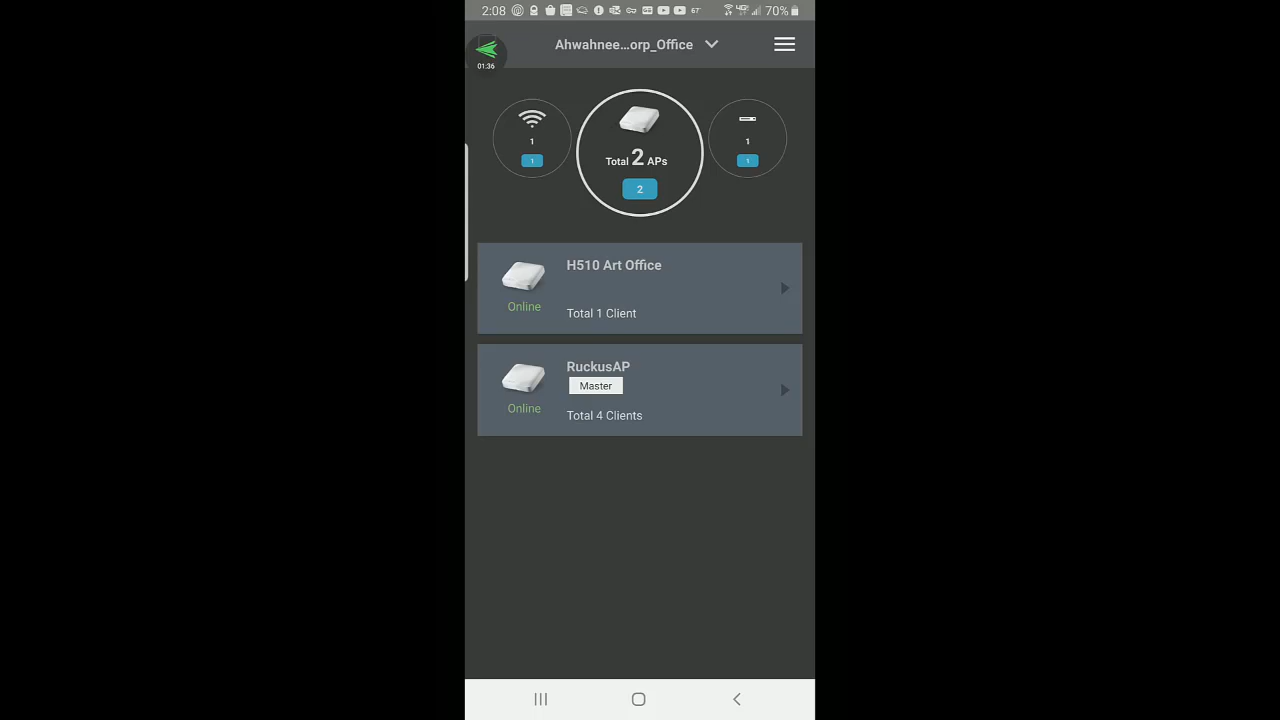 2:08
67°
70%
01:36
Ahwahnee...orp_Office
1
1
Total 2 APs
2
1
1
H510 Art Office
Online
Total 1 Client
RuckusAP
Master
Online
Total 4 Clients